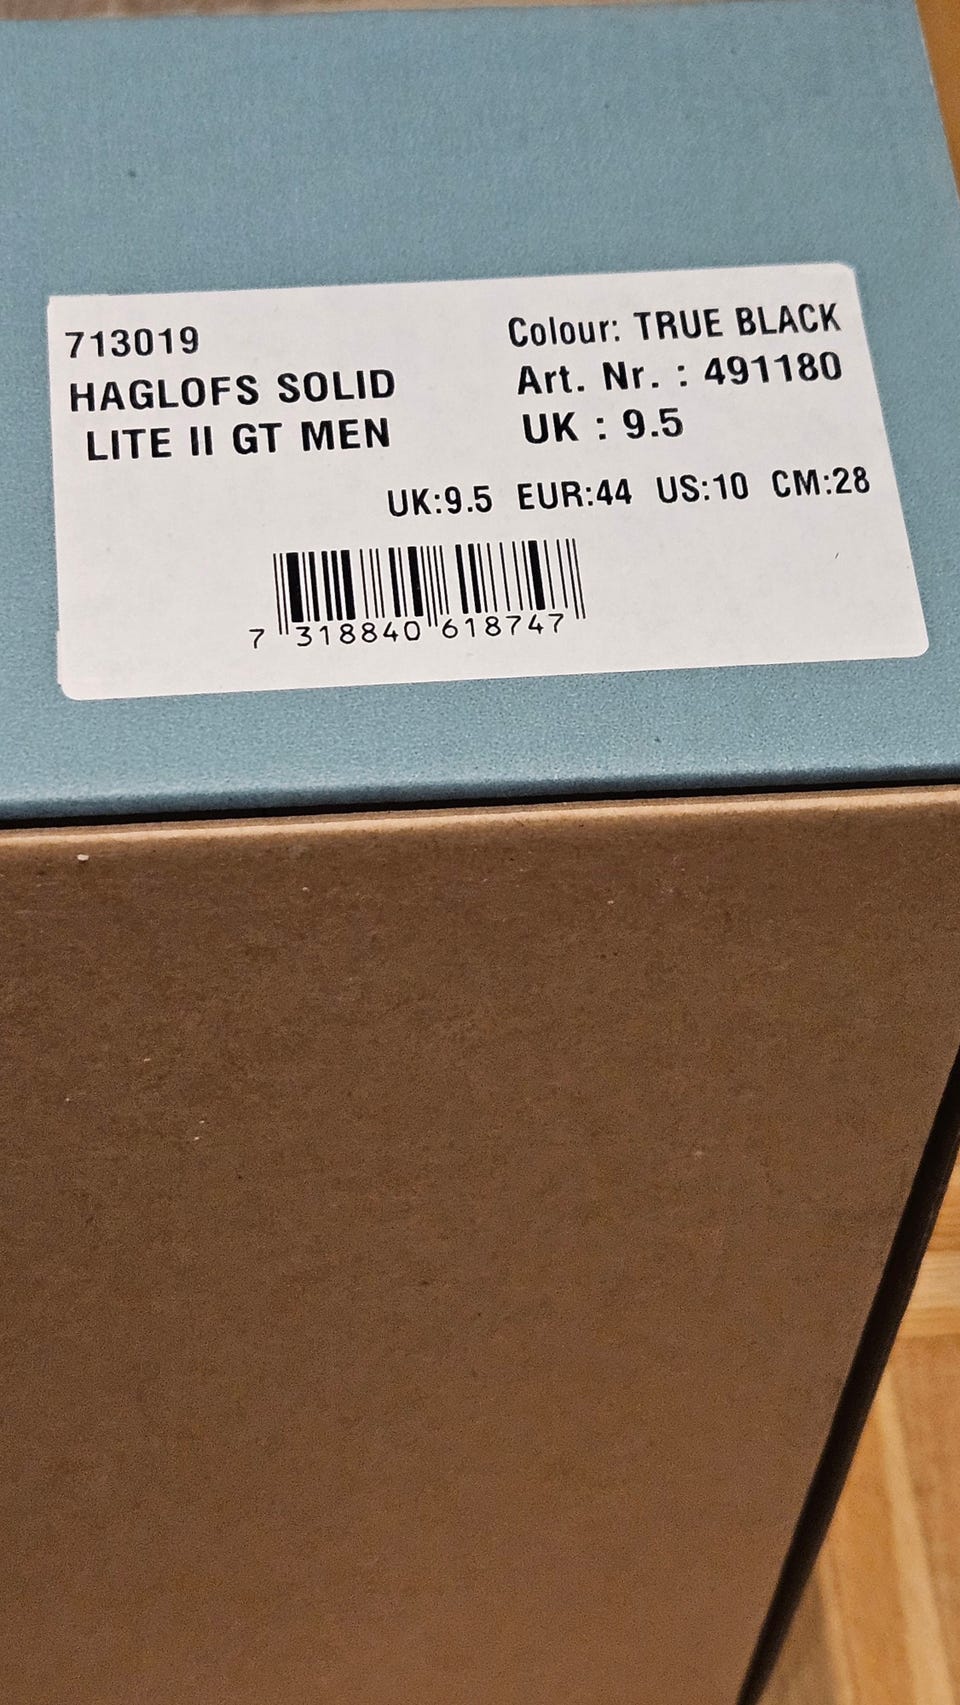 713019
HAGLOFS SOLID
LITE II GT MEN
Colour: TRUE BLACK
Art. Nr. : 491180
UK : 9.5
UK:9.5 EUR:44 US:10 CM:28
7 318840 618747